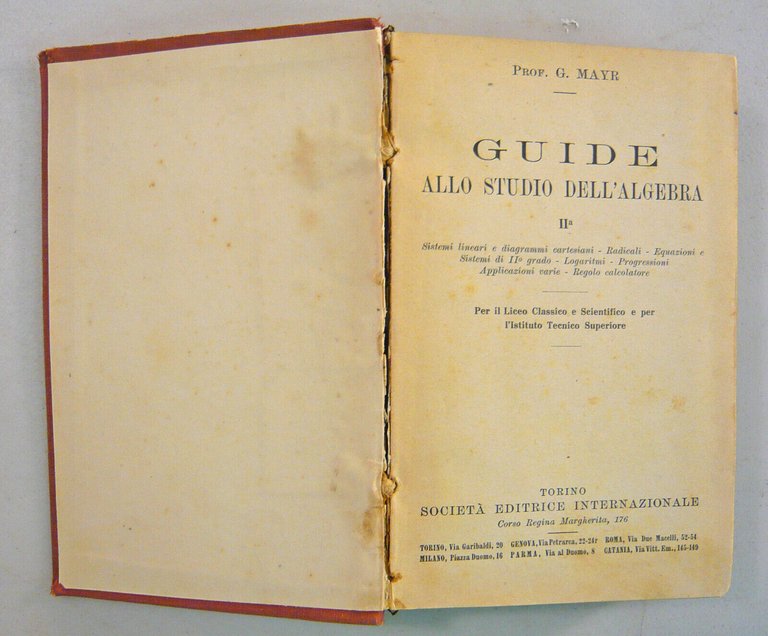 PROF. G. MAYR
GUIDE
ALLO STUDIO DELL'ALGEBRA
IIª
Sistemi lineari e diagrammi cartesiani - Radicali - Equazioni e
Sistemi di IIº grado - Logaritmi - Progressioni
Applicazioni varie - Regolo calcolatore
Per il Liceo Classico e Scientifico e per
l'Istituto Tecnico Superiore
TORINO
SOCIETÀ EDITRICE INTERNAZIONALE
Corso Regina Margherita, 176
TORINO, Via Garibaldi, 20 GENOVA, Via Petrarca, 22-24r ROMA, Via Due Macelli, 52-54
MILANO, Piazza Duomo, 16 PARMA, Via al Duomo, 8 CATANIA, Via Vitt. Em., 145-149